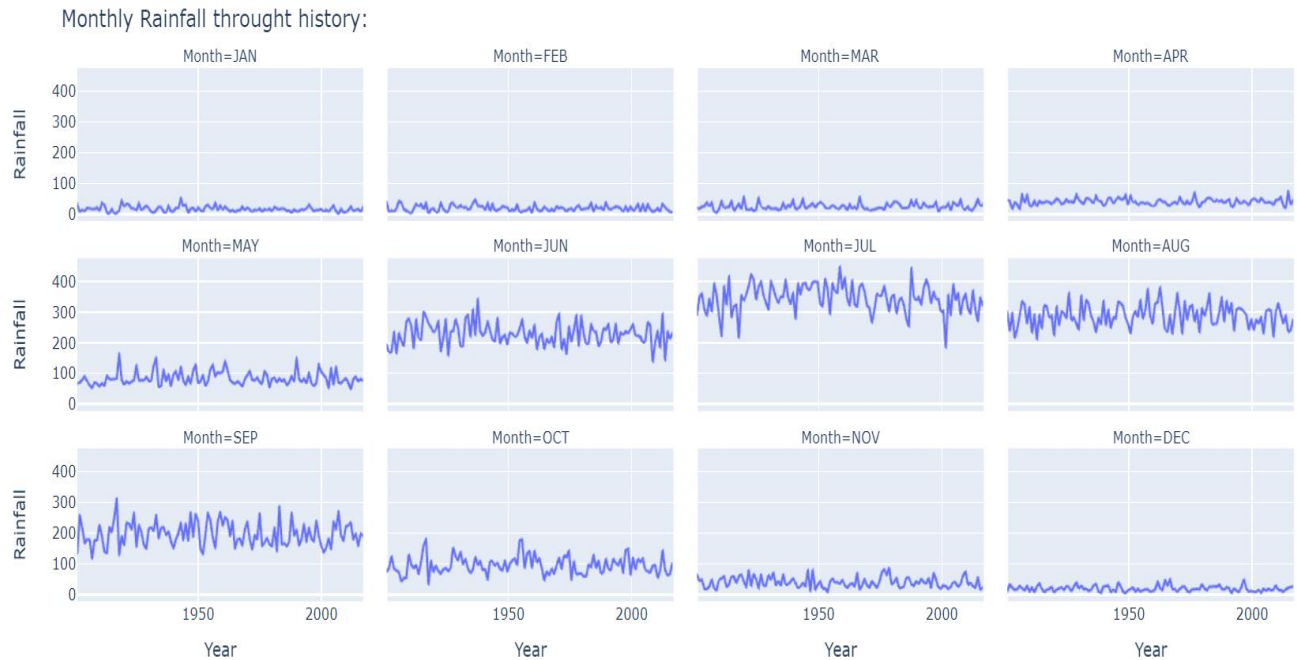 Monthly Rainfall throught history:
Month=JAN
Month=FEB
Month=MAR
Month=APR
400
300
200
100
0
Rainfall
Month=MAY
Month=JUN
Month=JUL
Month=AUG
400
300
200
100
0
Rainfall
Month=SEP
Month=OCT
Month=NOV
Month=DEC
400
300
200
100
0
Rainfall
1950
2000
1950
2000
1950
2000
1950
2000
Year
Year
Year
Year